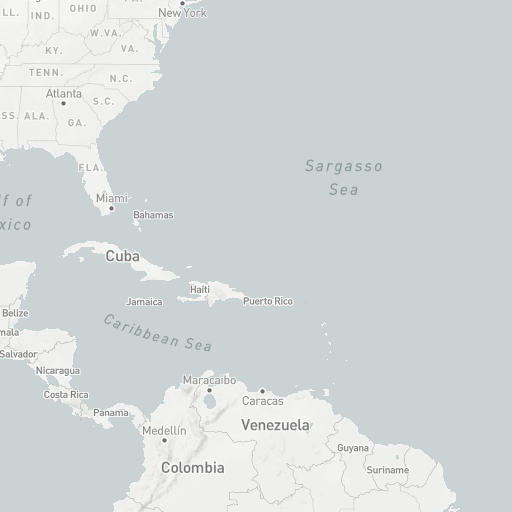 ILL.
IND.
OHIO
New York
W.VA.
KY.
VA.
TENN.
N.C.
Atlanta
S.C.
SS.
ALA.
GA.
FLA.
Sargasso
Sea
Miami
lf of
xico
Bahamas
Cuba
Haiti
Jamaica
Puerto Rico
Belize
Caribbean Sea
mala
Salvador
Nicaragua
Maracaibo
Costa Rica
Caracas
Panama
Venezuela
Medellín
Guyana
Colombia
Suriname